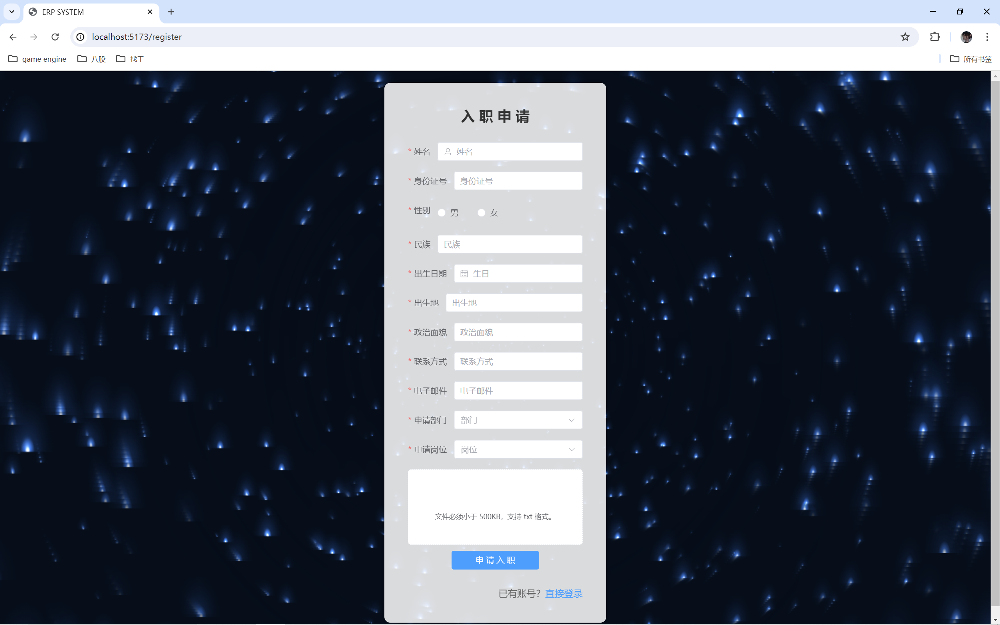 ERP SYSTEM
localhost:5173/register
game engine 八股 找工 所有书签
入职申请
* 姓名 姓名
* 身份证号 身份证号
* 性别 男 女
* 民族 民族
* 出生日期 生日
* 出生地 出生地
* 政治面貌 政治面貌
* 联系方式 联系方式
* 电子邮件 电子邮件
* 申请部门 部门
* 申请岗位 岗位
文件必须小于 500KB，支持 txt 格式。
申请入职
已有账号？直接登录